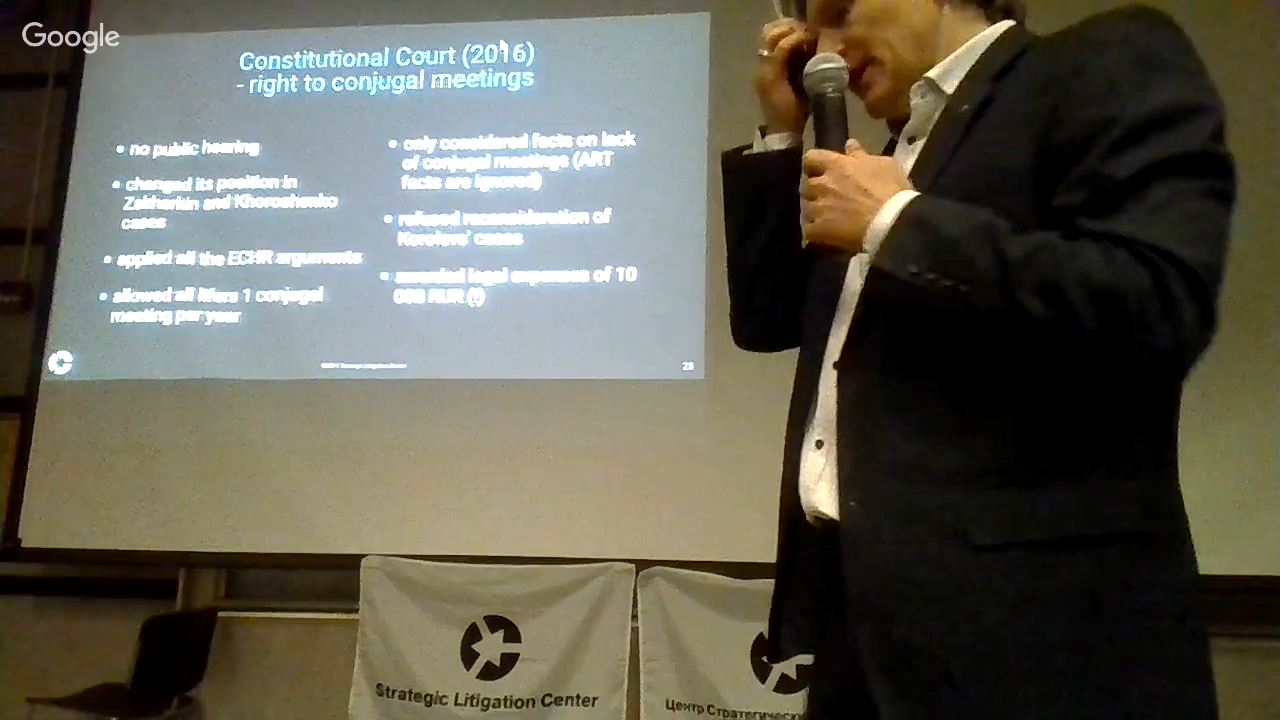 Google
Constitutional Court (2016)
- right to conjugal meetings
• no public hearing
• changed its position in
Zakharkin and Khoroshenko
cases
• applied all the ECHR arguments
• allowed all lifers 1 conjugal
meeting per year
• only considered facts on lack
of conjugal meetings (ART
facts are ignored)
• refused reconsideration of
cases
• awarded legal expenses of 10
000 RUR (!)
23
Strategic Litigation Center
Центр Стратегически